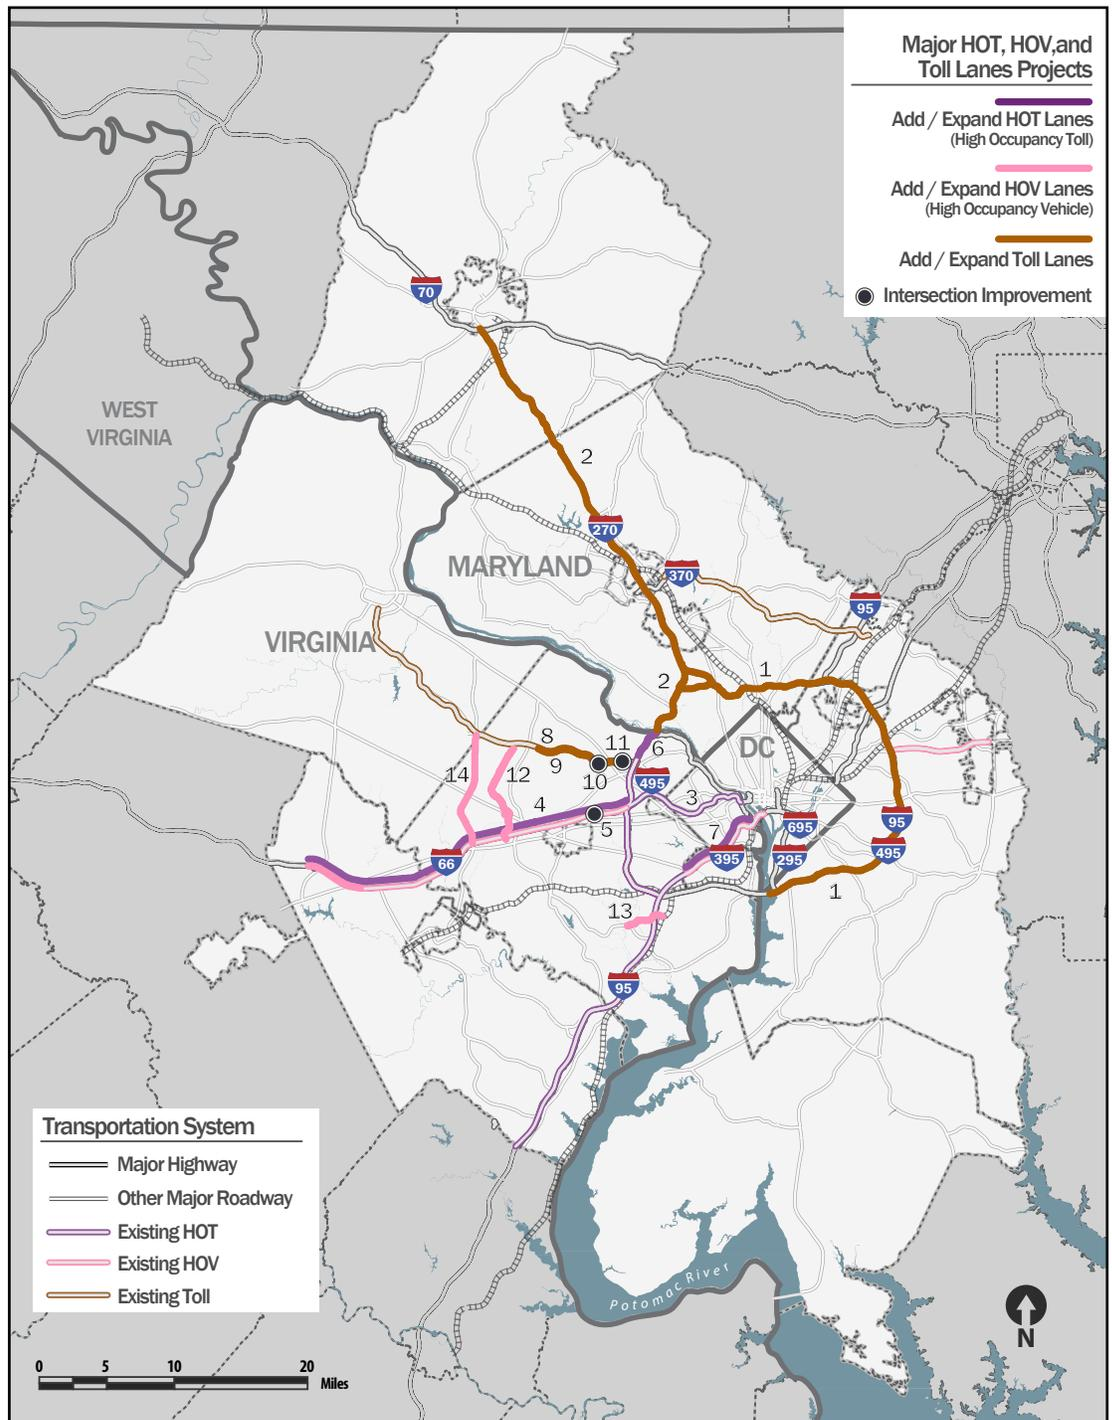 Major HOT, HOV,and
Toll Lanes Projects
Add / Expand HOT Lanes
(High Occupancy Toll)
Add / Expand HOV Lanes
(High Occupancy Vehicle)
Add / Expand Toll Lanes
Intersection Improvement
70
WEST
VIRGINIA
2
270
MARYLAND
370
95
VIRGINIA
1
2
8
11
6
DC
9
10
14
12
495
4
3
5
7
695
95
66
395
295
495
1
13
95
Transportation System
Major Highway
Other Major Roadway
Existing HOT
Existing HOV
Existing Toll
Potomac River
N
0 5 10 20
Miles